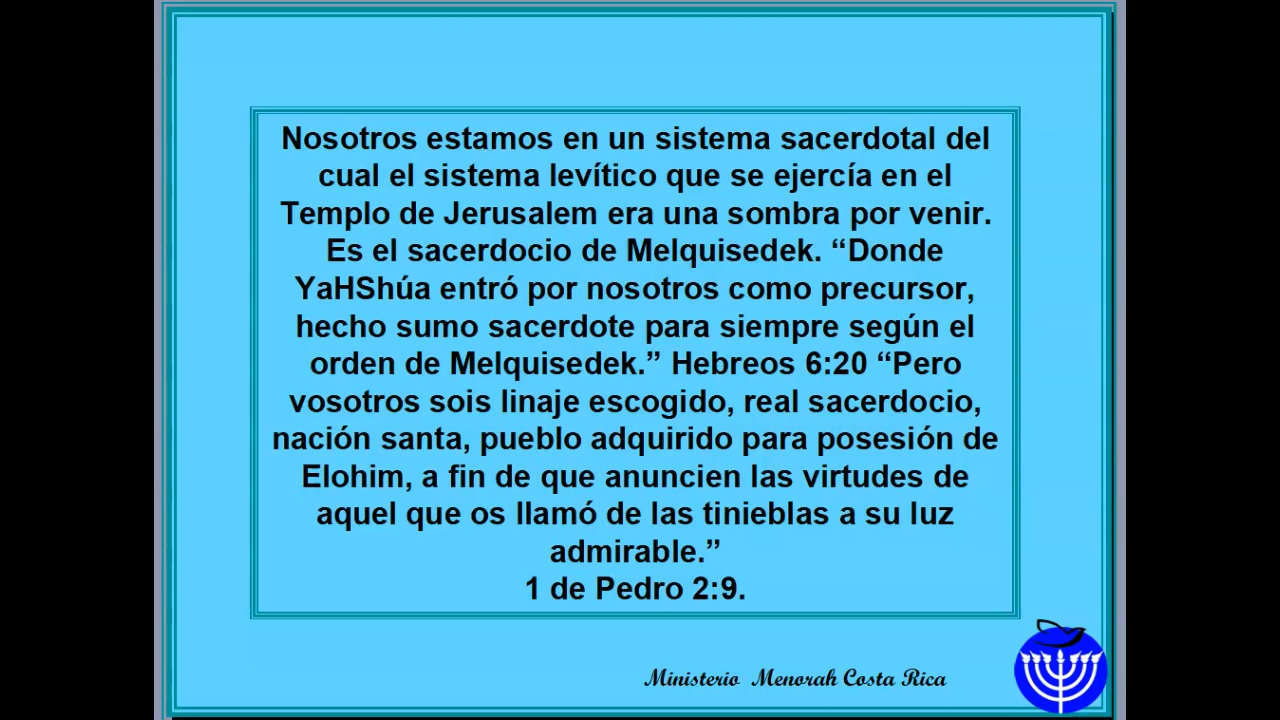 Nosotros estamos en un sistema sacerdotal del
cual el sistema levítico que se ejercía en el
Templo de Jerusalem era una sombra por venir.
Es el sacerdocio de Melquisedek. “Donde
YaHShúa entró por nosotros como precursor,
hecho sumo sacerdote para siempre según el
orden de Melquisedek.” Hebreos 6:20 “Pero
vosotros sois linaje escogido, real sacerdocio,
nación santa, pueblo adquirido para posesión de
Elohim, a fin de que anuncien las virtudes de
aquel que os llamó de las tinieblas a su luz
admirable.”
1 de Pedro 2:9.
Ministerio Menorah Costa Rica